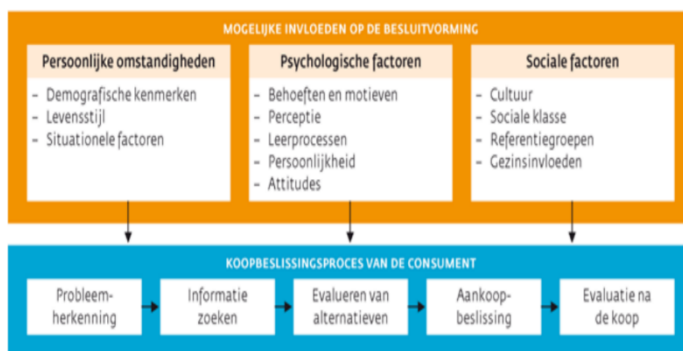 MOGELIJKE INVLOEDEN OP DE BESLUITVORMING
Persoonlijke omstandigheden
– Demografische kenmerken
– Levensstijl
– Situationele factoren
Psychologische factoren
– Behoeften en motieven
– Perceptie
– Leerprocessen
– Persoonlijkheid
– Attitudes
Sociale factoren
– Cultuur
– Sociale klasse
– Referentiegroepen
– Gezinsinvloeden
KOOPBESLISSINGSPROCES VAN DE CONSUMENT
Probleem-
herkenning
Informatie
zoeken
Evalueren van
alternatieven
Aankoop-
beslissing
Evaluatie na
de koop